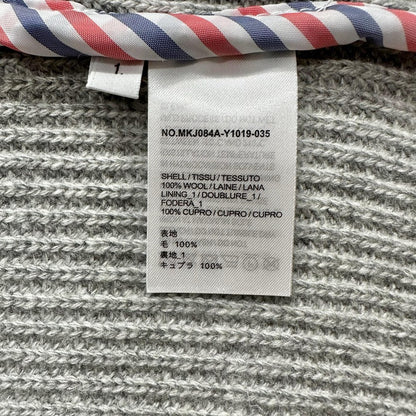 1.
NO.MKJ084A-Y1019-035
SHELL / TISSU / TESSUTO
100% WOOL / LAINE / LANA
LINING_1 / DOUBLURE_1 /
FODERA_1
100% CUPRO / CUPRO / CUPRO
表地
毛 100%
裏地_1
キュプラ 100%